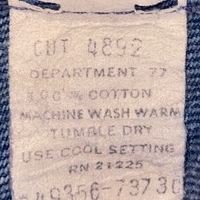 CUT 4892
DEPARTMENT 77
100% COTTON
MACHINE WASH WARM
TUMBLE DRY
USE COOL SETTING
RN 21225
49356-73730